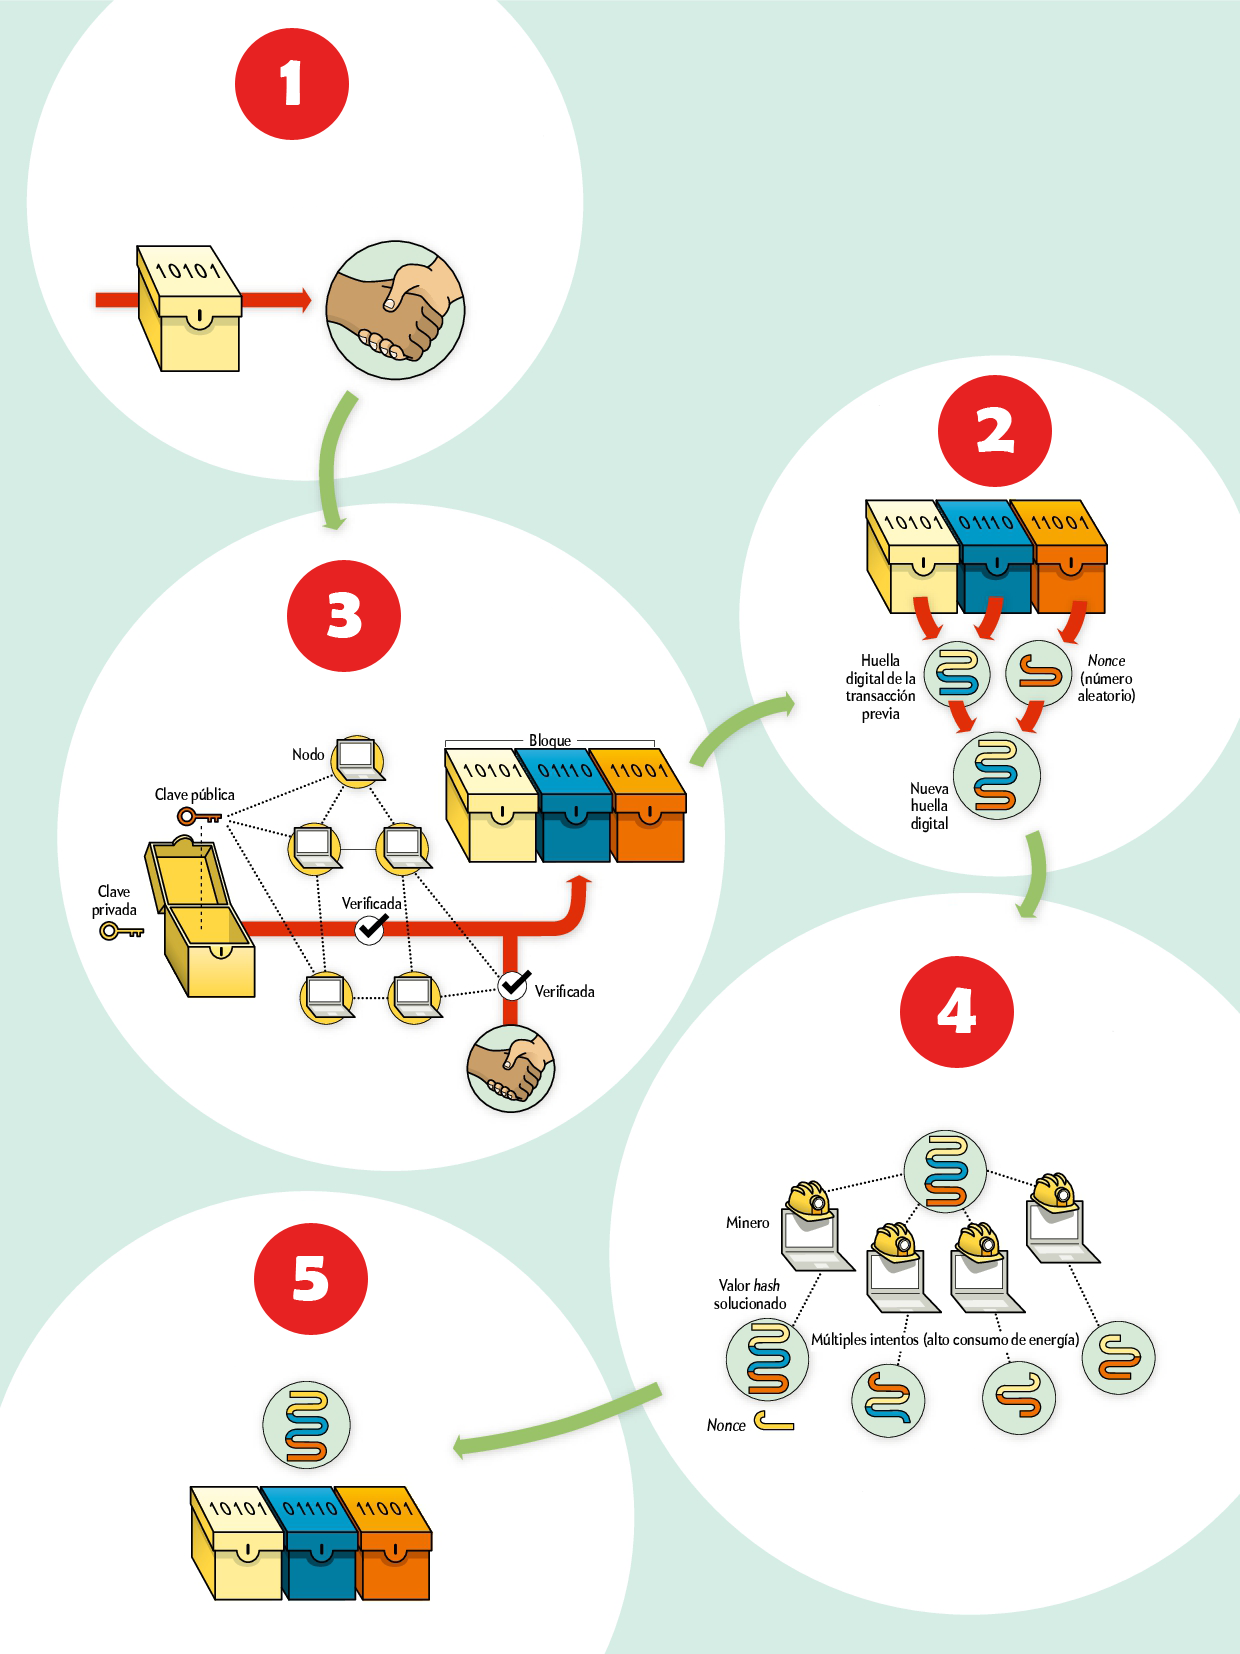 1
10101
2
10101 01110 11001
Huella
digital de la
transacción
previa
Nonce
(número
aleatorio)
Nueva
huella
digital
3
Nodo
Bloque
10101 01110 11001
Clave pública
Clave
privada
Verificada
Verificada
4
Minero
Valor hash
solucionado
Múltiples intentos (alto consumo de energía)
Nonce
5
10101 01110 11001